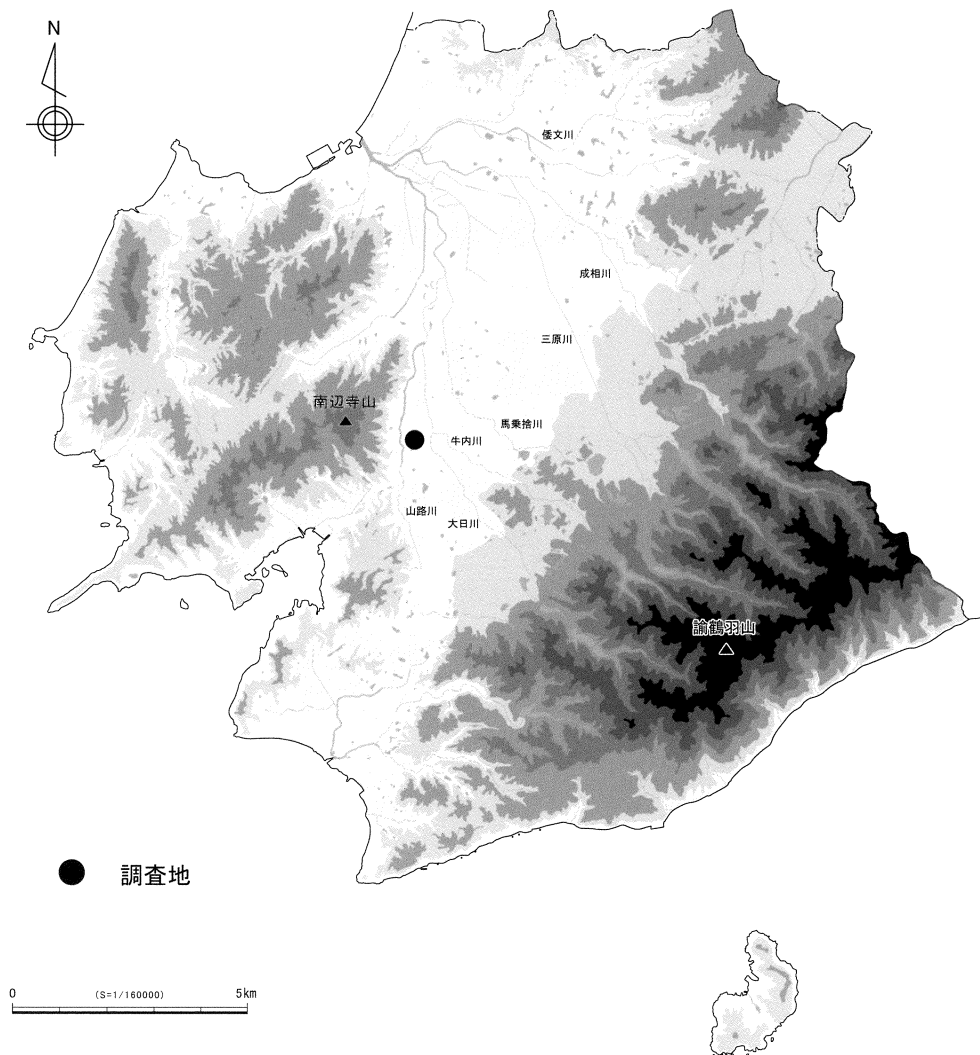 N
倭文川
成相川
三原川
南辺寺山
馬乗捨川
牛内川
山路川
大日川
諭鶴羽山
調査地
0 (S=1/160000) 5km